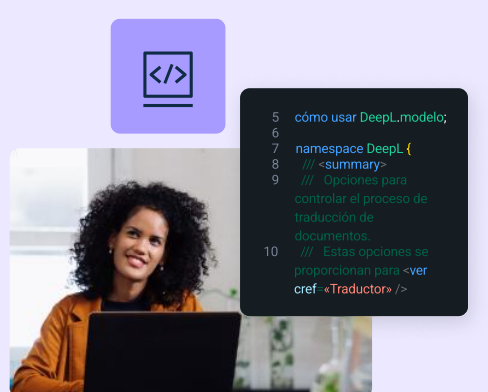 </>
5 cómo usar DeepL.modelo;
6
7 namespace DeepL {
8 /// <summary>
9 /// Opciones para
controlar el proceso de
traducción de
documentos.
10 /// Estas opciones se
proporcionan para <ver
cref=«Traductor» />